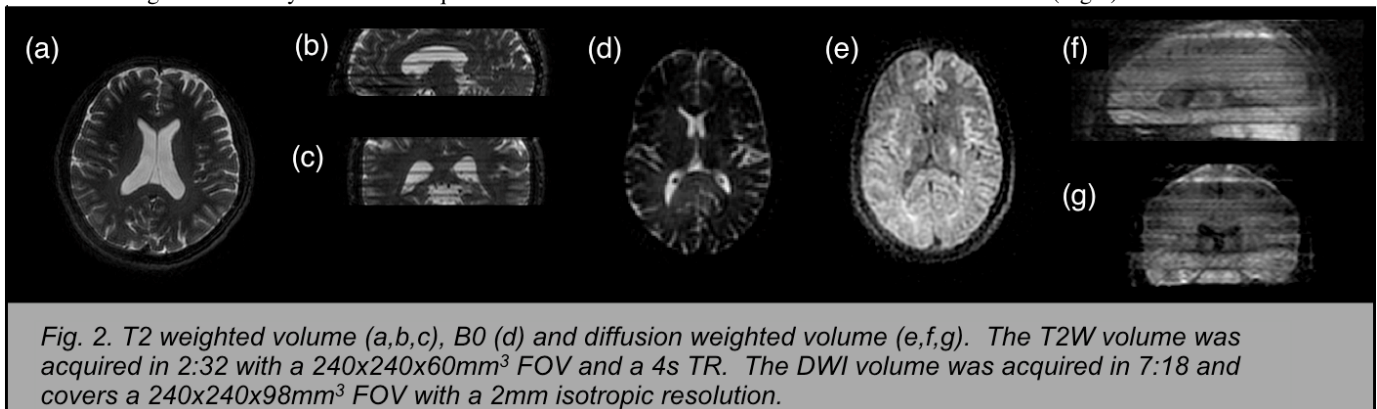 (a)
(b)
(c)
(d)
(e)
(f)
(g)
Fig. 2. T2 weighted volume (a,b,c), B0 (d) and diffusion weighted volume (e,f,g). The T2W volume was
acquired in 2:32 with a 240x240x60mm³ FOV and a 4s TR. The DWI volume was acquired in 7:18 and
covers a 240x240x98mm³ FOV with a 2mm isotropic resolution.